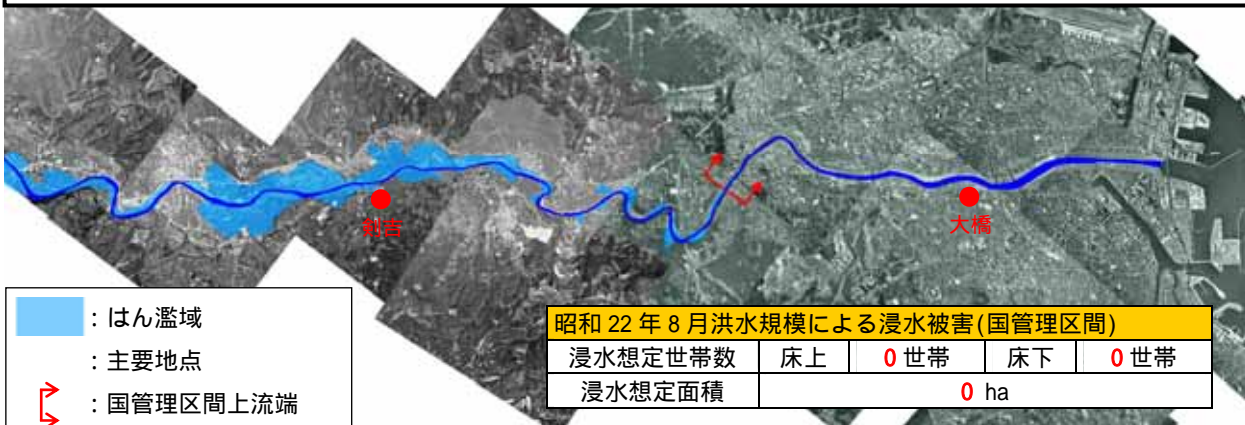 剣吉
大橋
: はん濫域
: 主要地点
: 国管理区間上流端
昭和 22 年 8 月洪水規模による浸水被害(国管理区間)
浸水想定世帯数 床上 0 世帯 床下 0 世帯
浸水想定面積 0 ha